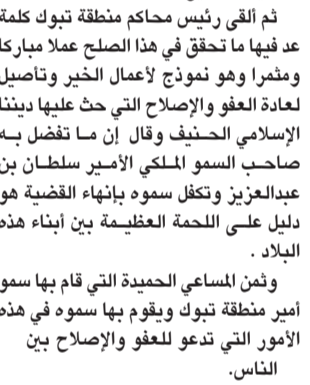 ثم ألقى رئيس محاكم منطقة تبوك كلمة
عد فيها ما تحقق في هذا الصلح عملا مباركا
ومثمرا وهو نموذج لأعمال الخير وتأصيل
لعادة العفو والإصلاح التي حث عليها ديننا
الإسلامي الحنيف وقال إن ما تفضل به
صاحب السمو الملكي الأمير سلطان بن
عبدالعزيز وتكفل سموه بإنهاء القضية هو
دليل على اللحمة العظيمة بين أبناء هذه
البلاد .
وثمن المساعي الحميدة التي قام بها سمو
أمير منطقة تبوك ويقوم بها سموه في هذه
الأمور التي تدعو للعفو والإصلاح بين
الناس.